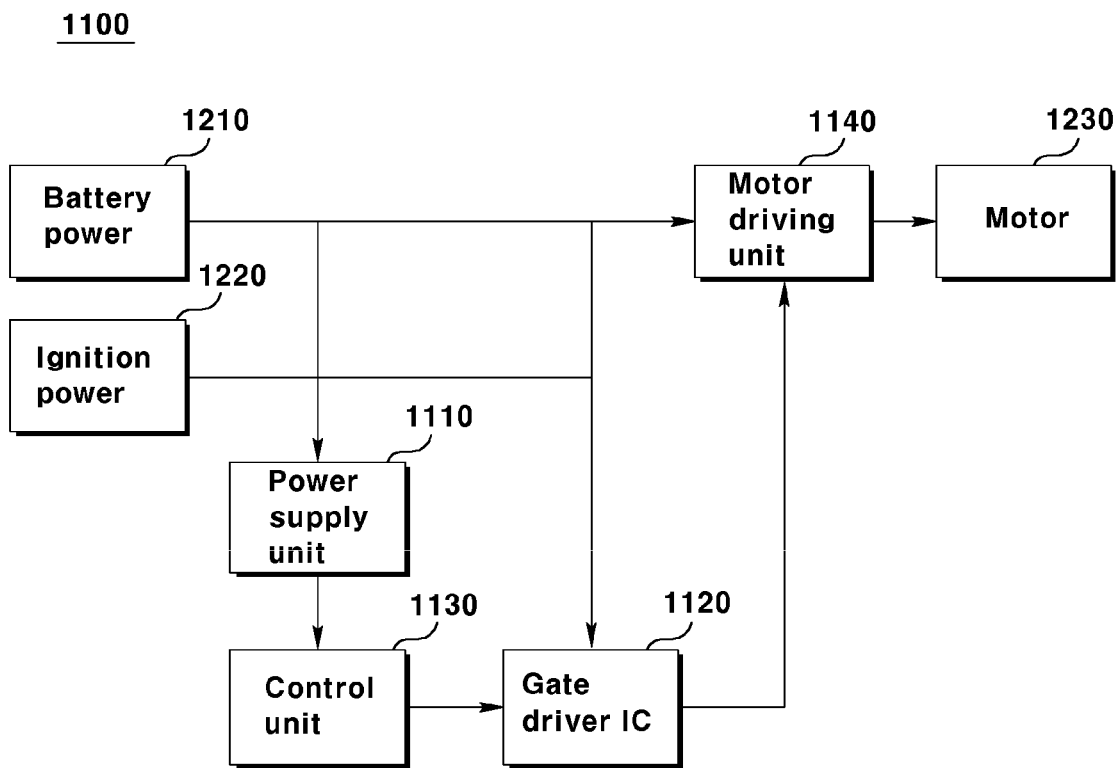 1100
1210
1140
1230
Battery
power
Motor
driving
unit
Motor
1220
Ignition
power
1110
Power
supply
unit
1130
1120
Control
unit
Gate
driver IC